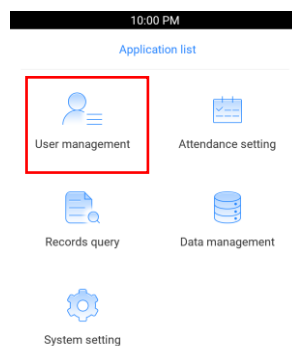 10:00 PM
Application list
User management
Attendance setting
Records query
Data management
System setting